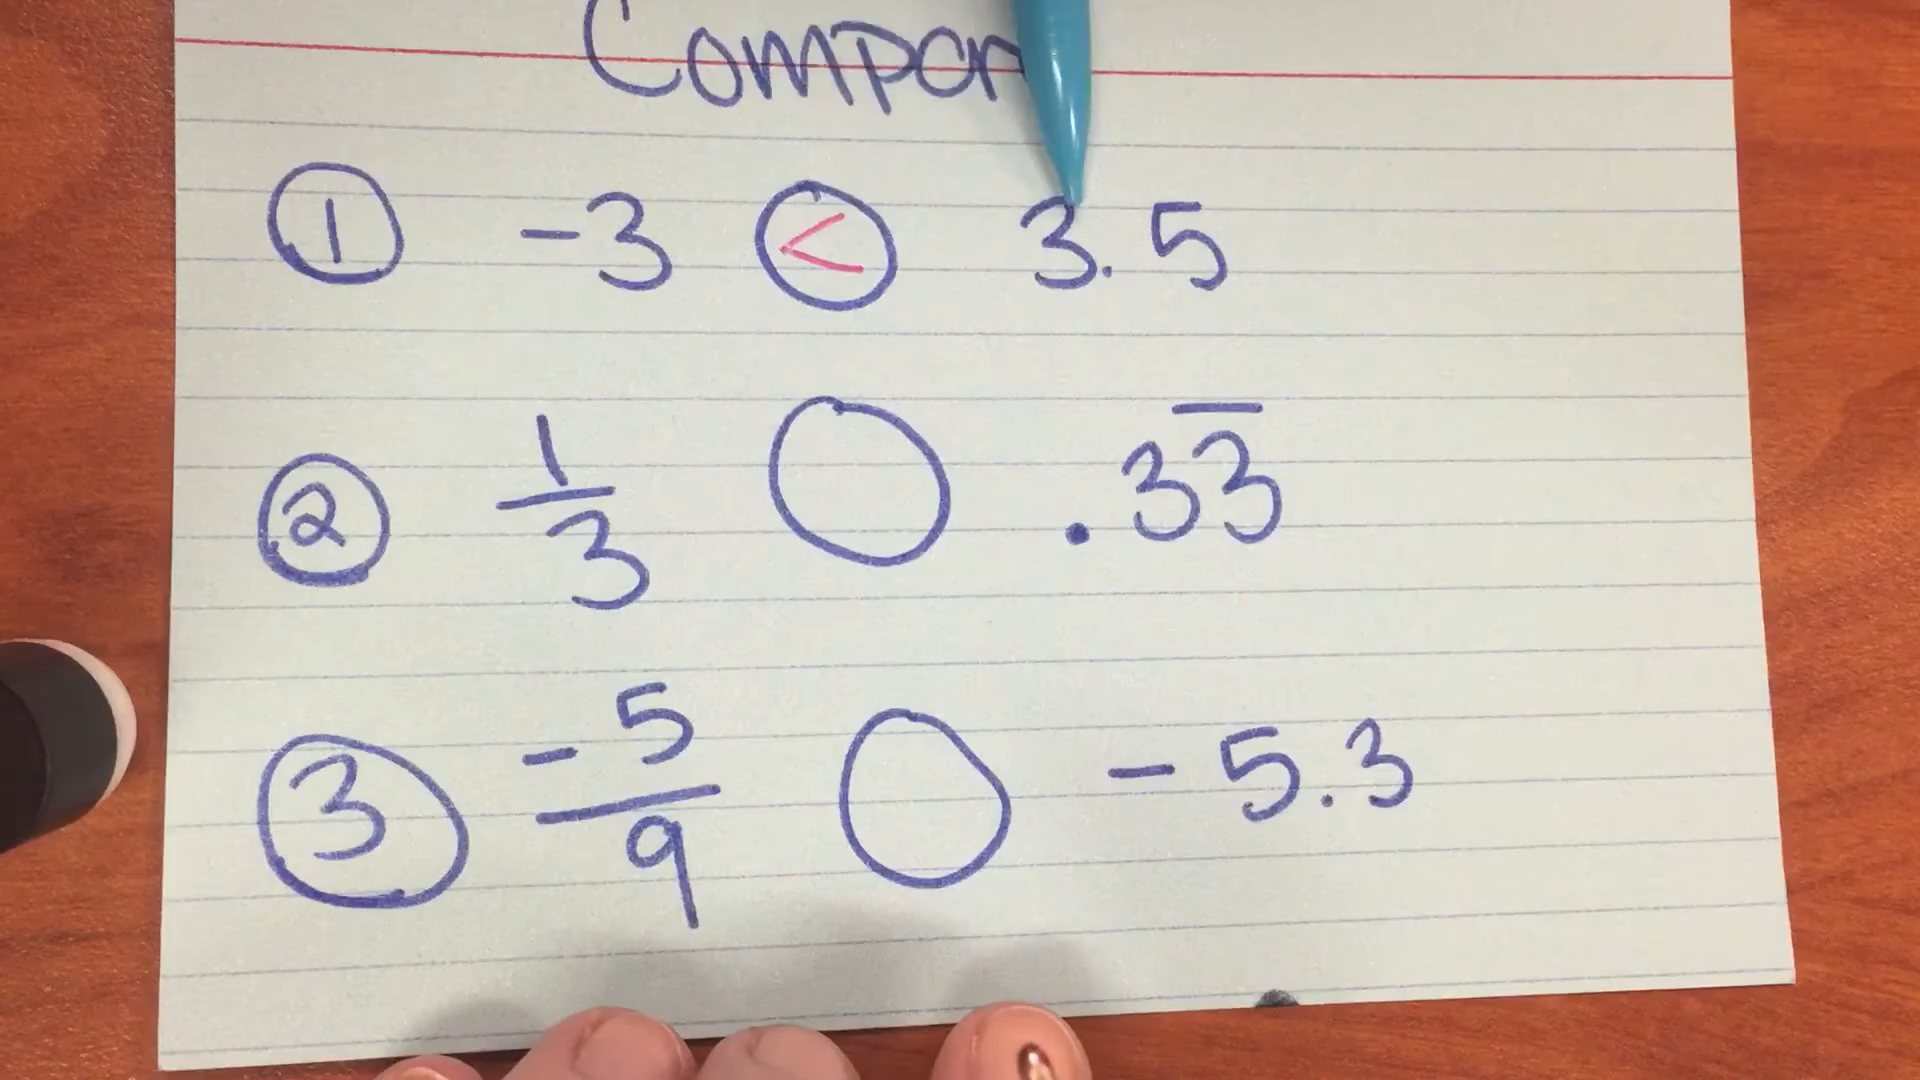 Compar
① -3 < 3.5
② 1/3 ◯ .33̅
③ -5/9 ◯ -5.3